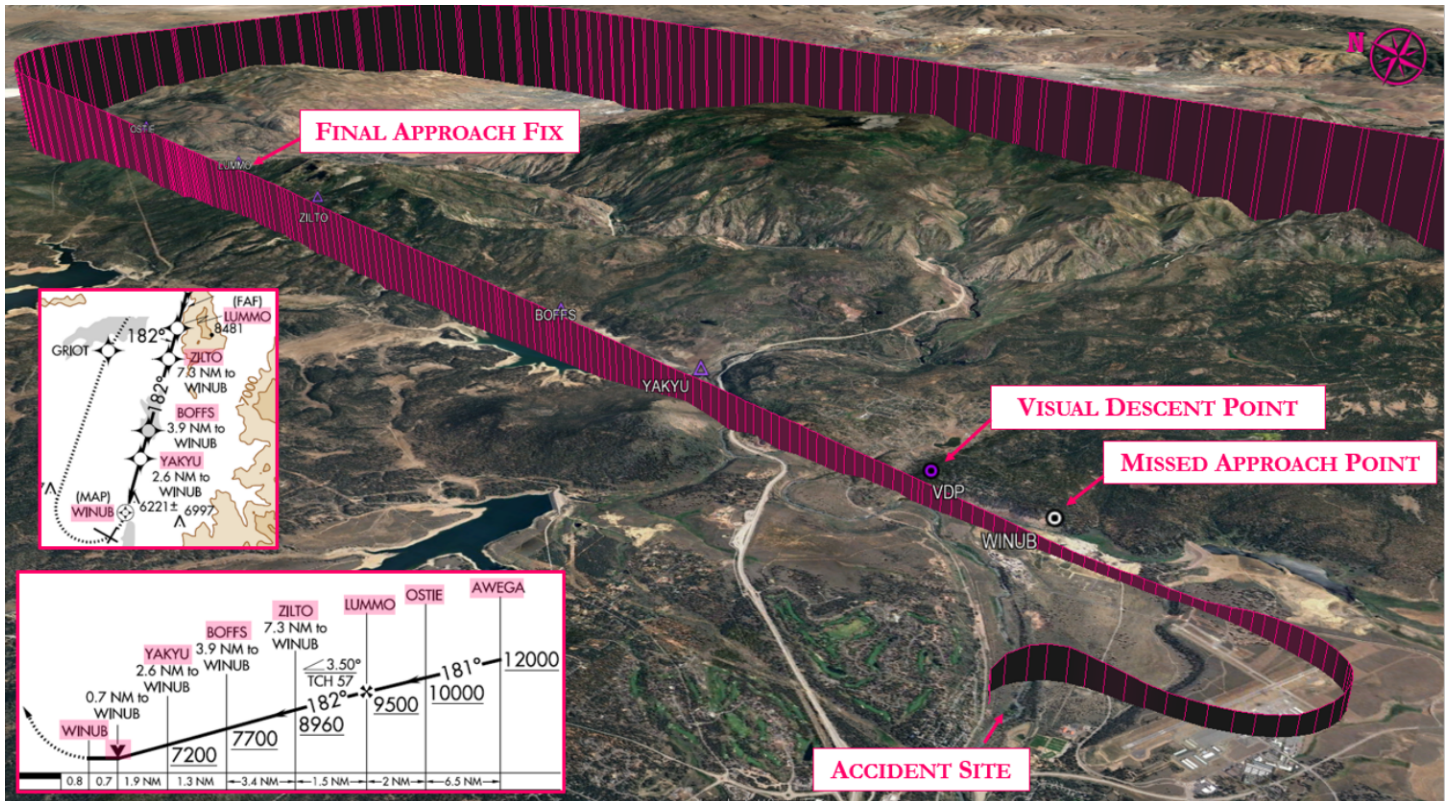 N
FINAL APPROACH FIX
OSTIE
LUMMO
ZILTO
BOFFS
YAKYU
VISUAL DESCENT POINT
MISSED APPROACH POINT
VDP
WINUB
ACCIDENT SITE
(FAF)
LUMMO
182°
8481
GRIOT
ZILTO
7.3 NM to
WINUB
182°
7000
BOFFS
3.9 NM to
WINUB
YAKYU
2.6 NM to
WINUB
(MAP)
WINUB
6221±
6997
AWEGA
OSTIE
LUMMO
ZILTO
7.3 NM to
WINUB
BOFFS
3.9 NM to
WINUB
YAKYU
2.6 NM to
WINUB
0.7 NM to
WINUB
WINUB
3.50°
TCH 57
182°
181°
12000
10000
9500
8960
7700
7200
0.8 0.7 1.9 NM 1.3 NM 3.4 NM 1.5 NM 2 NM 6.5 NM